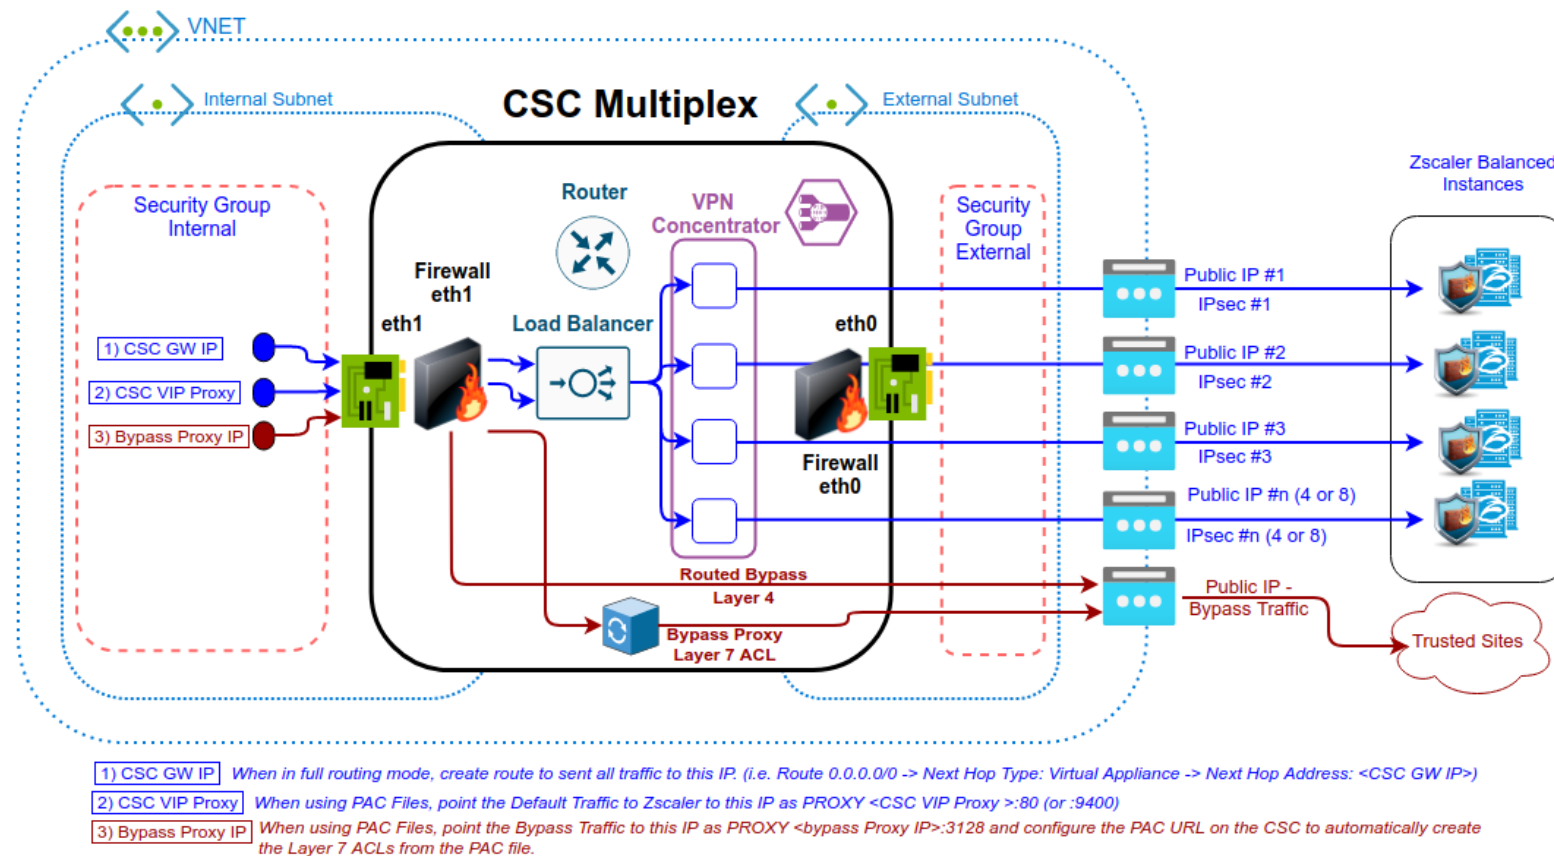 VNET
Internal Subnet
CSC Multiplex
External Subnet
Zscaler Balanced
Instances
Security Group
Internal
Router
VPN
Concentrator
Security
Group
External
Firewall
eth1
eth1
Load Balancer
eth0
Firewall
eth0
1) CSC GW IP
2) CSC VIP Proxy
3) Bypass Proxy IP
Public IP #1
IPsec #1
Public IP #2
IPsec #2
Public IP #3
IPsec #3
Public IP #n (4 or 8)
IPsec #n (4 or 8)
Routed Bypass
Layer 4
Bypass Proxy
Layer 7 ACL
Public IP -
Bypass Traffic
Trusted Sites
1) CSC GW IP When in full routing mode, create route to sent all traffic to this IP. (i.e. Route 0.0.0.0/0 -> Next Hop Type: Virtual Appliance -> Next Hop Address: <CSC GW IP>)
2) CSC VIP Proxy When using PAC Files, point the Default Traffic to Zscaler to this IP as PROXY <CSC VIP Proxy >:80 (or :9400)
3) Bypass Proxy IP When using PAC Files, point the Bypass Traffic to this IP as PROXY <bypass Proxy IP>:3128 and configure the PAC URL on the CSC to automatically create
the Layer 7 ACLs from the PAC file.